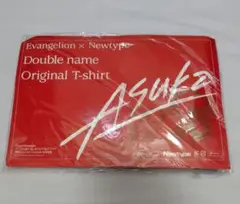 Evangelion × Newtype
Double name
Original T-shirt
Asuka
Newtype